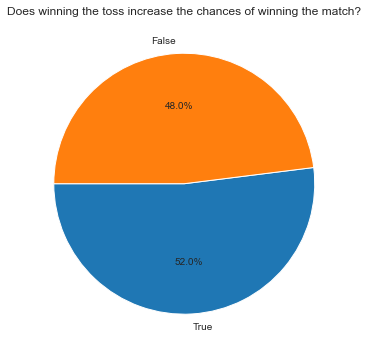 Does winning the toss increase the chances of winning the match?
False
48.0%
52.0%
True